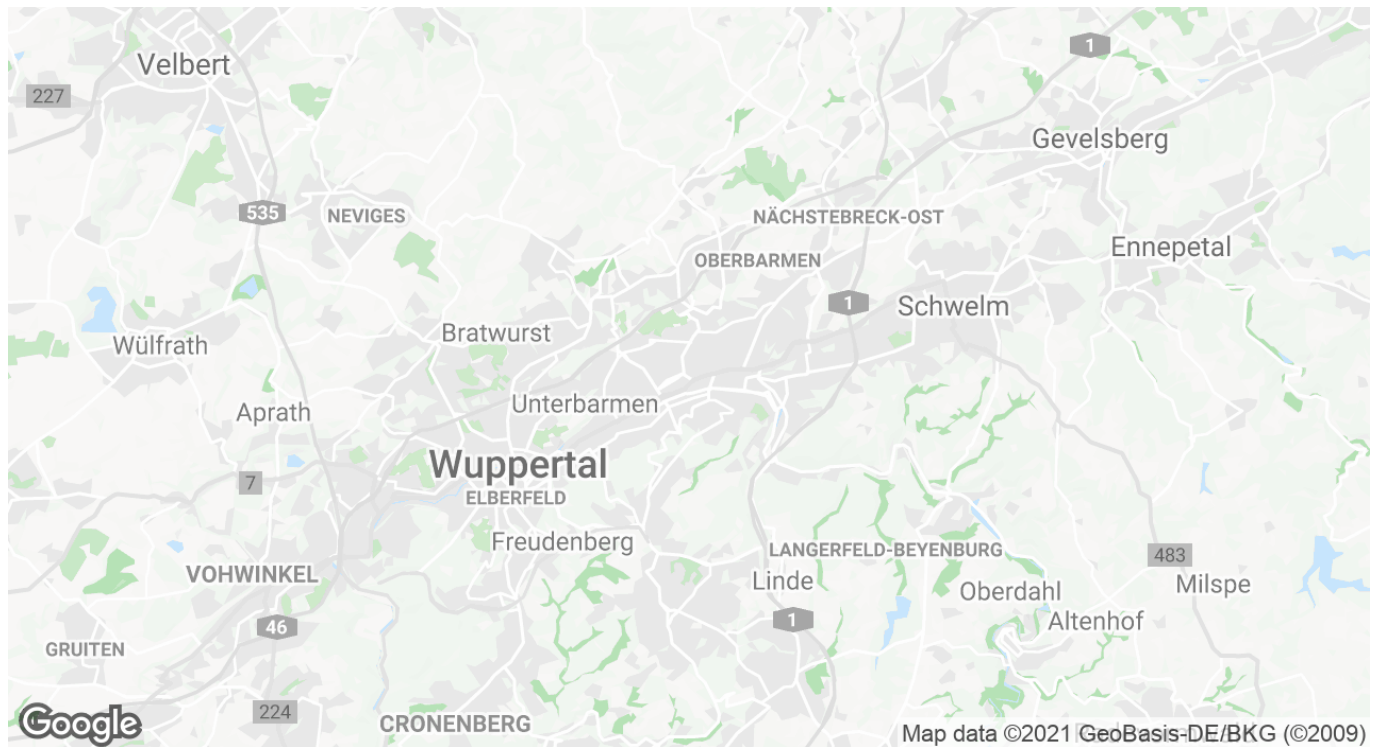 1
Velbert
227
Gevelsberg
535
NEVIGES
NÄCHSTEBRECK-OST
Ennepetal
OBERBARMEN
1
Schwelm
Bratwurst
Wülfrath
Unterbarmen
Aprath
Wuppertal
7
ELBERFELD
Freudenberg
LANGERFELD-BEYENBURG
483
VOHWINKEL
Linde
Oberdahl
Milspe
46
1
Altenhof
GRUITEN
224
CRONENBERG
Google
Map data ©2021 GeoBasis-DE/BKG (©2009)